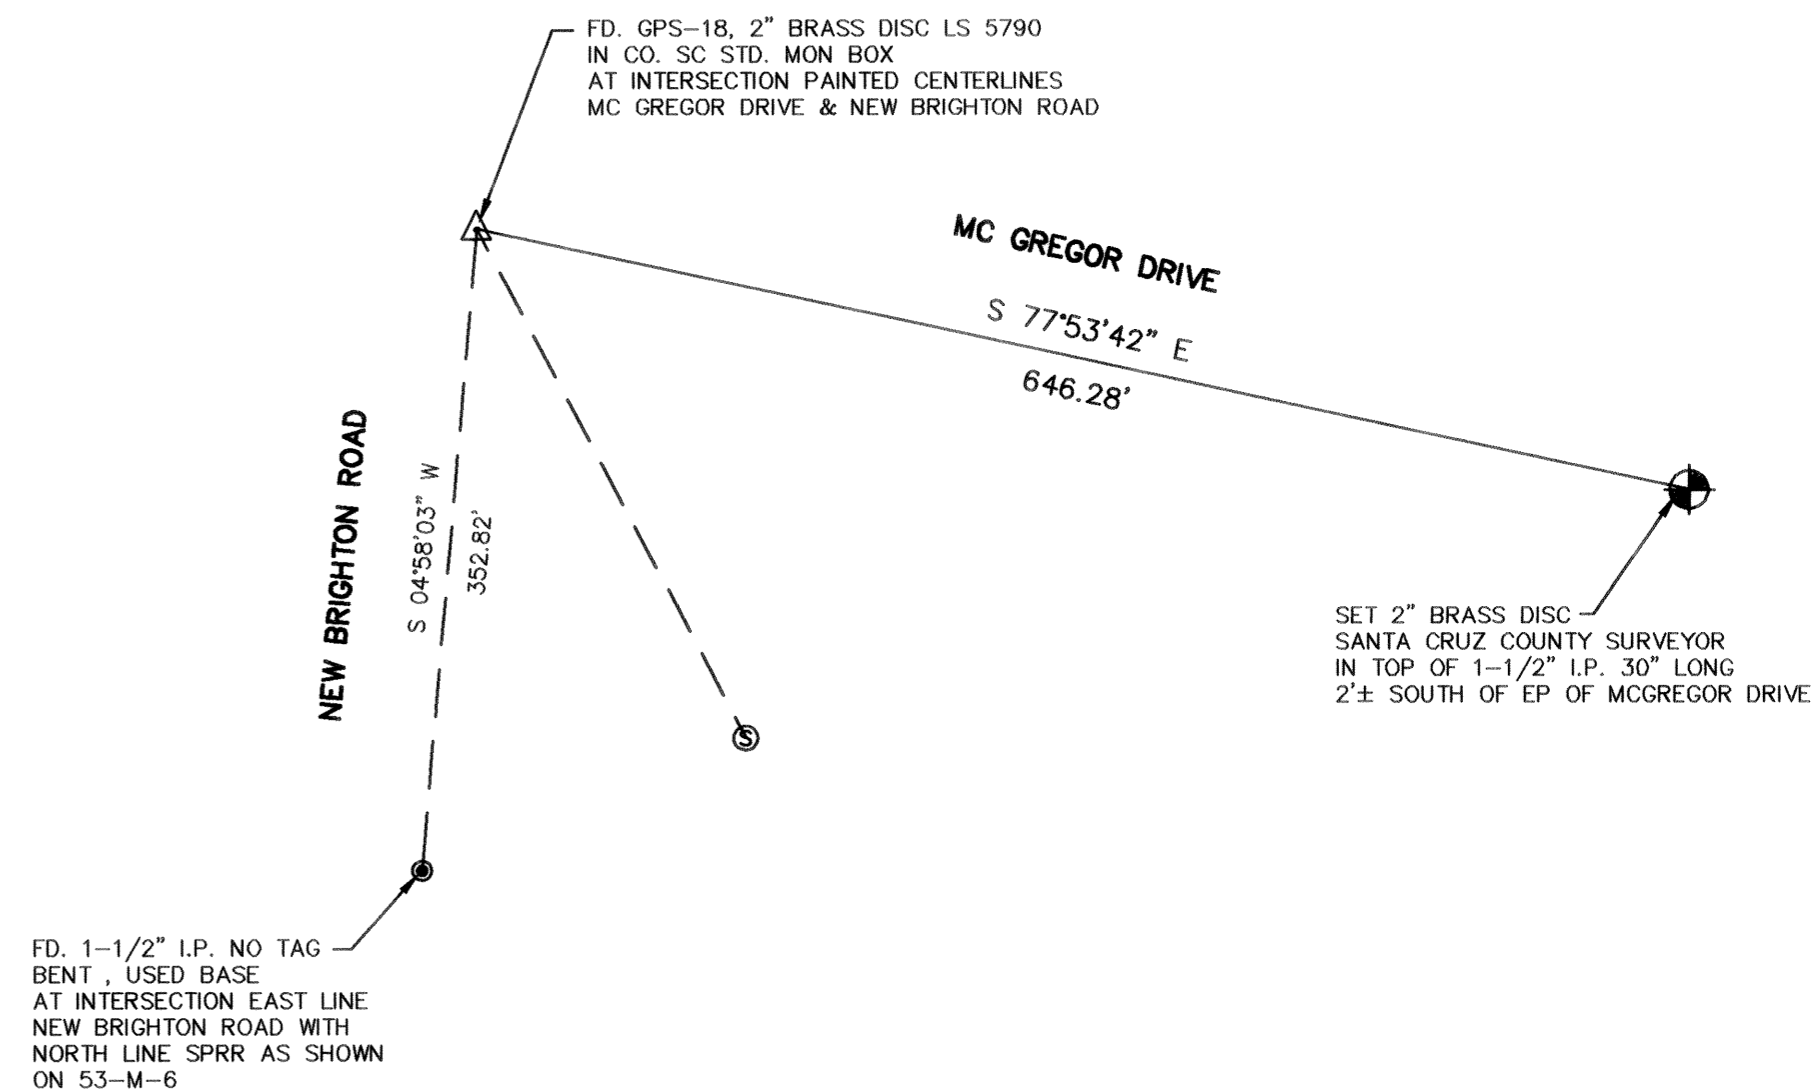 FD. GPS-18, 2" BRASS DISC LS 5790
IN CO. SC STD. MON BOX
AT INTERSECTION PAINTED CENTERLINES
MC GREGOR DRIVE & NEW BRIGHTON ROAD
MC GREGOR DRIVE
S 77°53'42" E
646.28'
NEW BRIGHTON ROAD
S 04°58'03" W
352.82'
S
SET 2" BRASS DISC
SANTA CRUZ COUNTY SURVEYOR
IN TOP OF 1-1/2" I.P. 30" LONG
2'± SOUTH OF EP OF MCGREGOR DRIVE
FD. 1-1/2" I.P. NO TAG
BENT , USED BASE
AT INTERSECTION EAST LINE
NEW BRIGHTON ROAD WITH
NORTH LINE SPRR AS SHOWN
ON 53-M-6